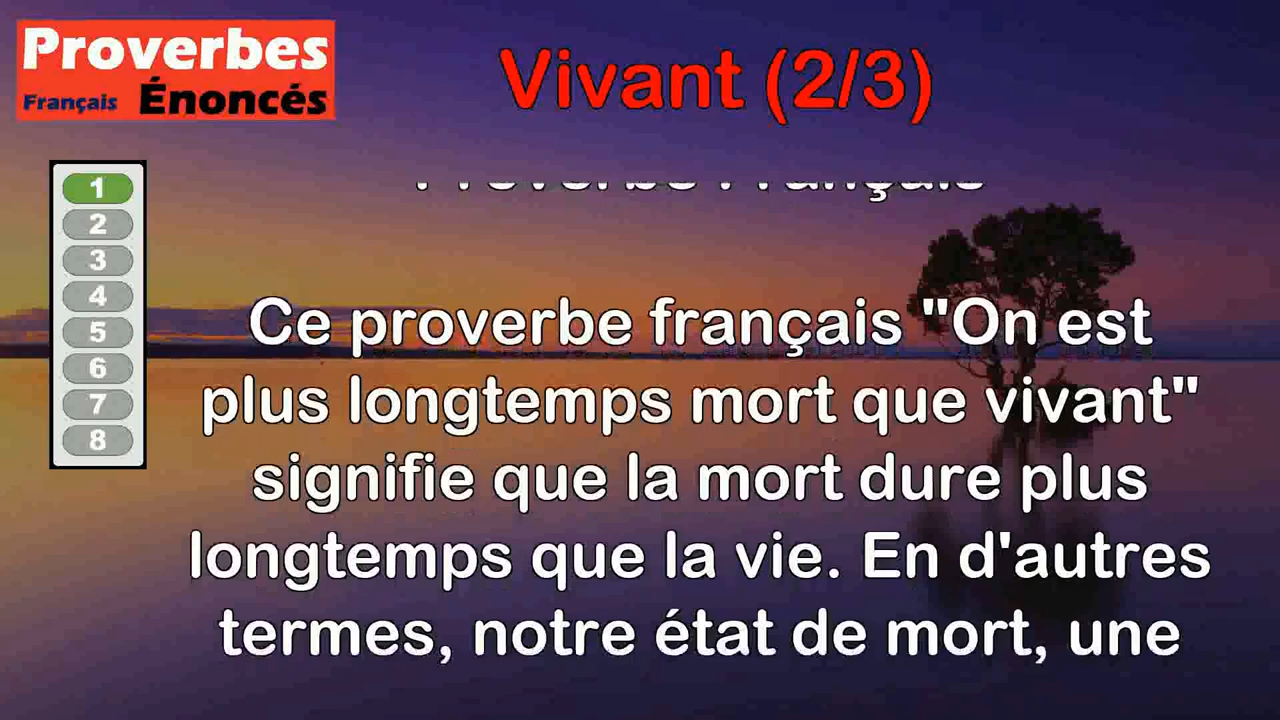 Proverbes
Français Énoncés
Vivant (2/3)
1
2
3
4
5
6
7
8
Proverbe Français
Ce proverbe français "On est
plus longtemps mort que vivant"
signifie que la mort dure plus
longtemps que la vie. En d'autres
termes, notre état de mort, une